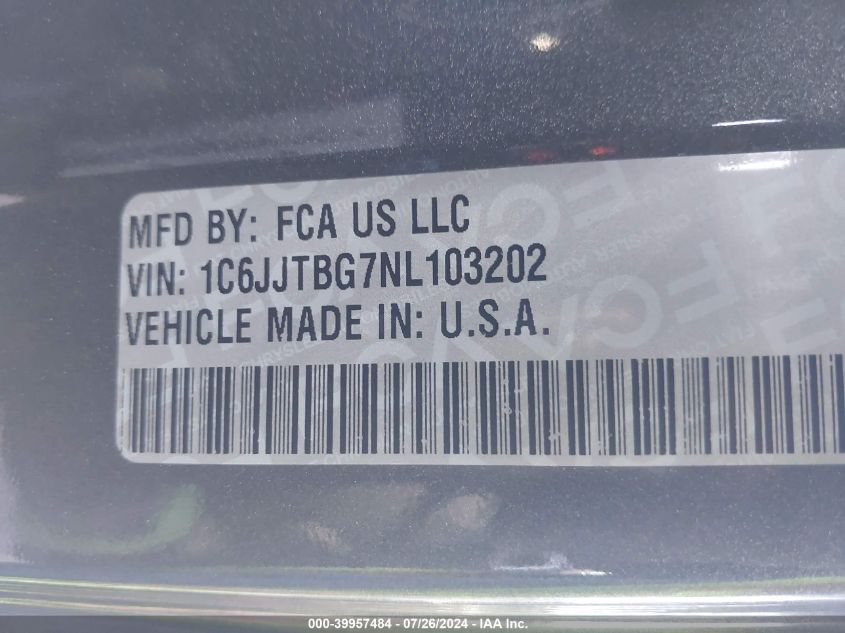 MFD BY: FCA US LLC
VIN: 1C6JJTBG7NL103202
VEHICLE MADE IN: U.S.A.
000-39957484 - 07/26/2024 - IAA Inc.